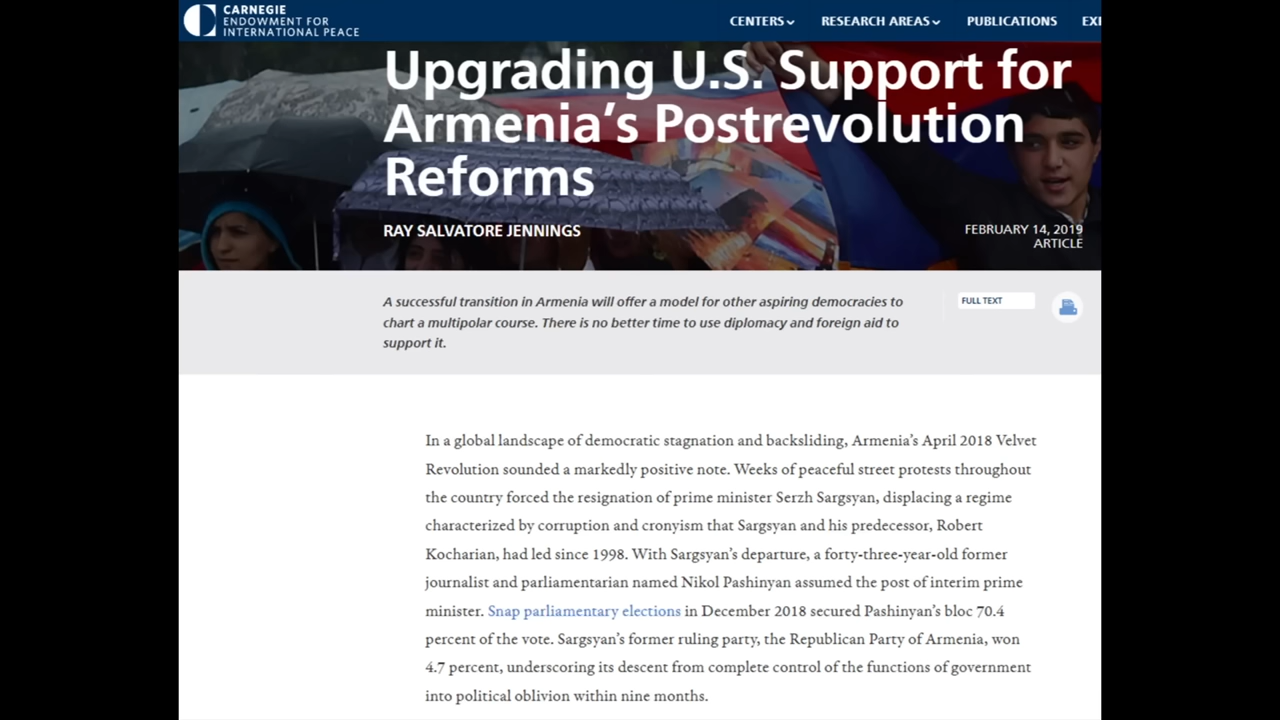 CARNEGIE
ENDOWMENT FOR
INTERNATIONAL PEACE
CENTERS
RESEARCH AREAS
PUBLICATIONS
Upgrading U.S. Support for
Armenia's Postrevolution
Reforms
RAY SALVATORE JENNINGS
FEBRUARY 14, 2019
ARTICLE
A successful transition in Armenia will offer a model for other aspiring democracies to
chart a multipolar course. There is no better time to use diplomacy and foreign aid to
support it.
FULL TEXT
In a global landscape of democratic stagnation and backsliding, Armenia's April 2018 Velvet
Revolution sounded a markedly positive note. Weeks of peaceful street protests throughout
the country forced the resignation of prime minister Serzh Sargsyan, displacing a regime
characterized by corruption and cronyism that Sargsyan and his predecessor, Robert
Kocharian, had led since 1998. With Sargsyan's departure, a forty-three-year-old former
journalist and parliamentarian named Nikol Pashinyan assumed the post of interim prime
minister. Snap parliamentary elections in December 2018 secured Pashinyan's bloc 70.4
percent of the vote. Sargsyan's former ruling party, the Republican Party of Armenia, won
4.7 percent, underscoring its descent from complete control of the functions of government
into political oblivion within nine months.